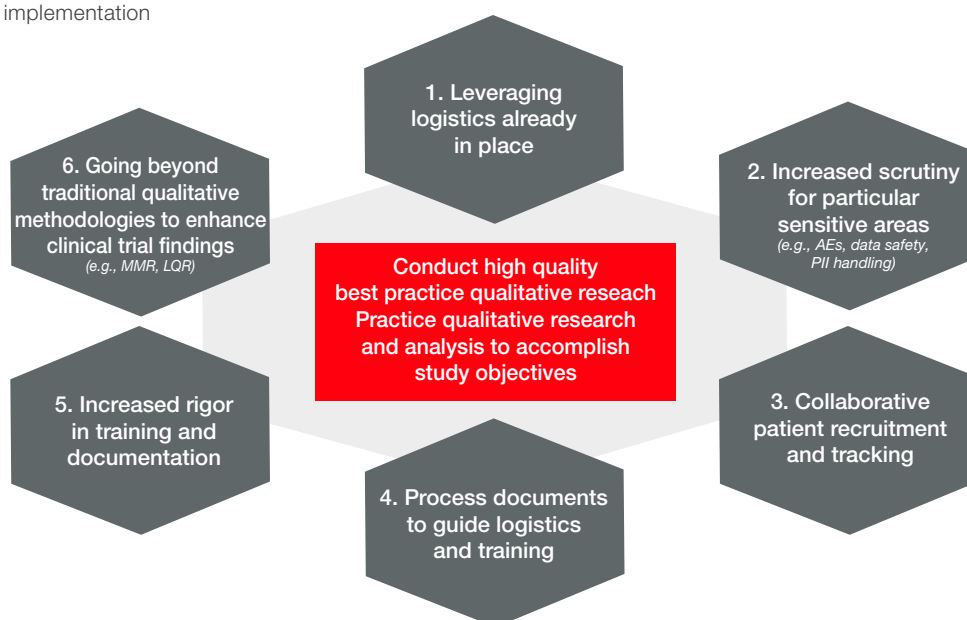 implementation
1. Leveraging
logistics already
in place
2. Increased scrutiny
for particular
sensitive areas
(e.g., AEs, data safety,
PII handling)
3. Collaborative
patient recruitment
and tracking
4. Process documents
to guide logistics
and training
5. Increased rigor
in training and
documentation
6. Going beyond
traditional qualitative
methodologies to enhance
clinical trial findings
(e.g., MMR, LQR)
Conduct high quality
best practice qualitative reseach
Practice qualitative research
and analysis to accomplish
study objectives